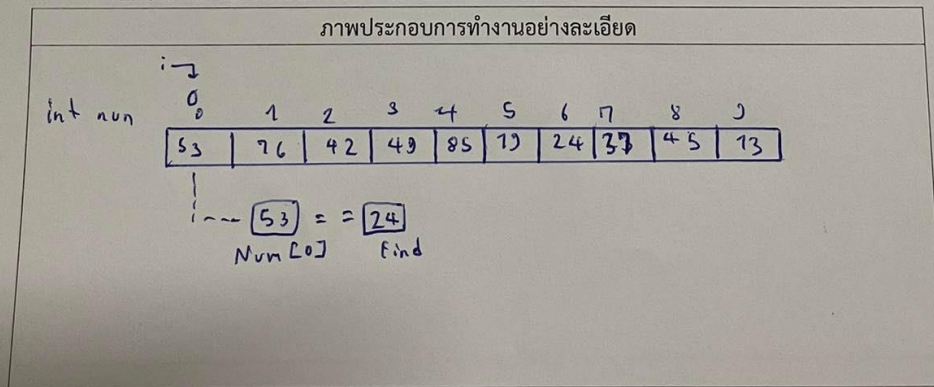 ภาพประกอบการทำงานอย่างละเอียด
i
int num 0 1 2 3 4 5 6 7 8 9
53 76 42 49 85 19 24 37 45 13
53 = = 24
Num [0] Find